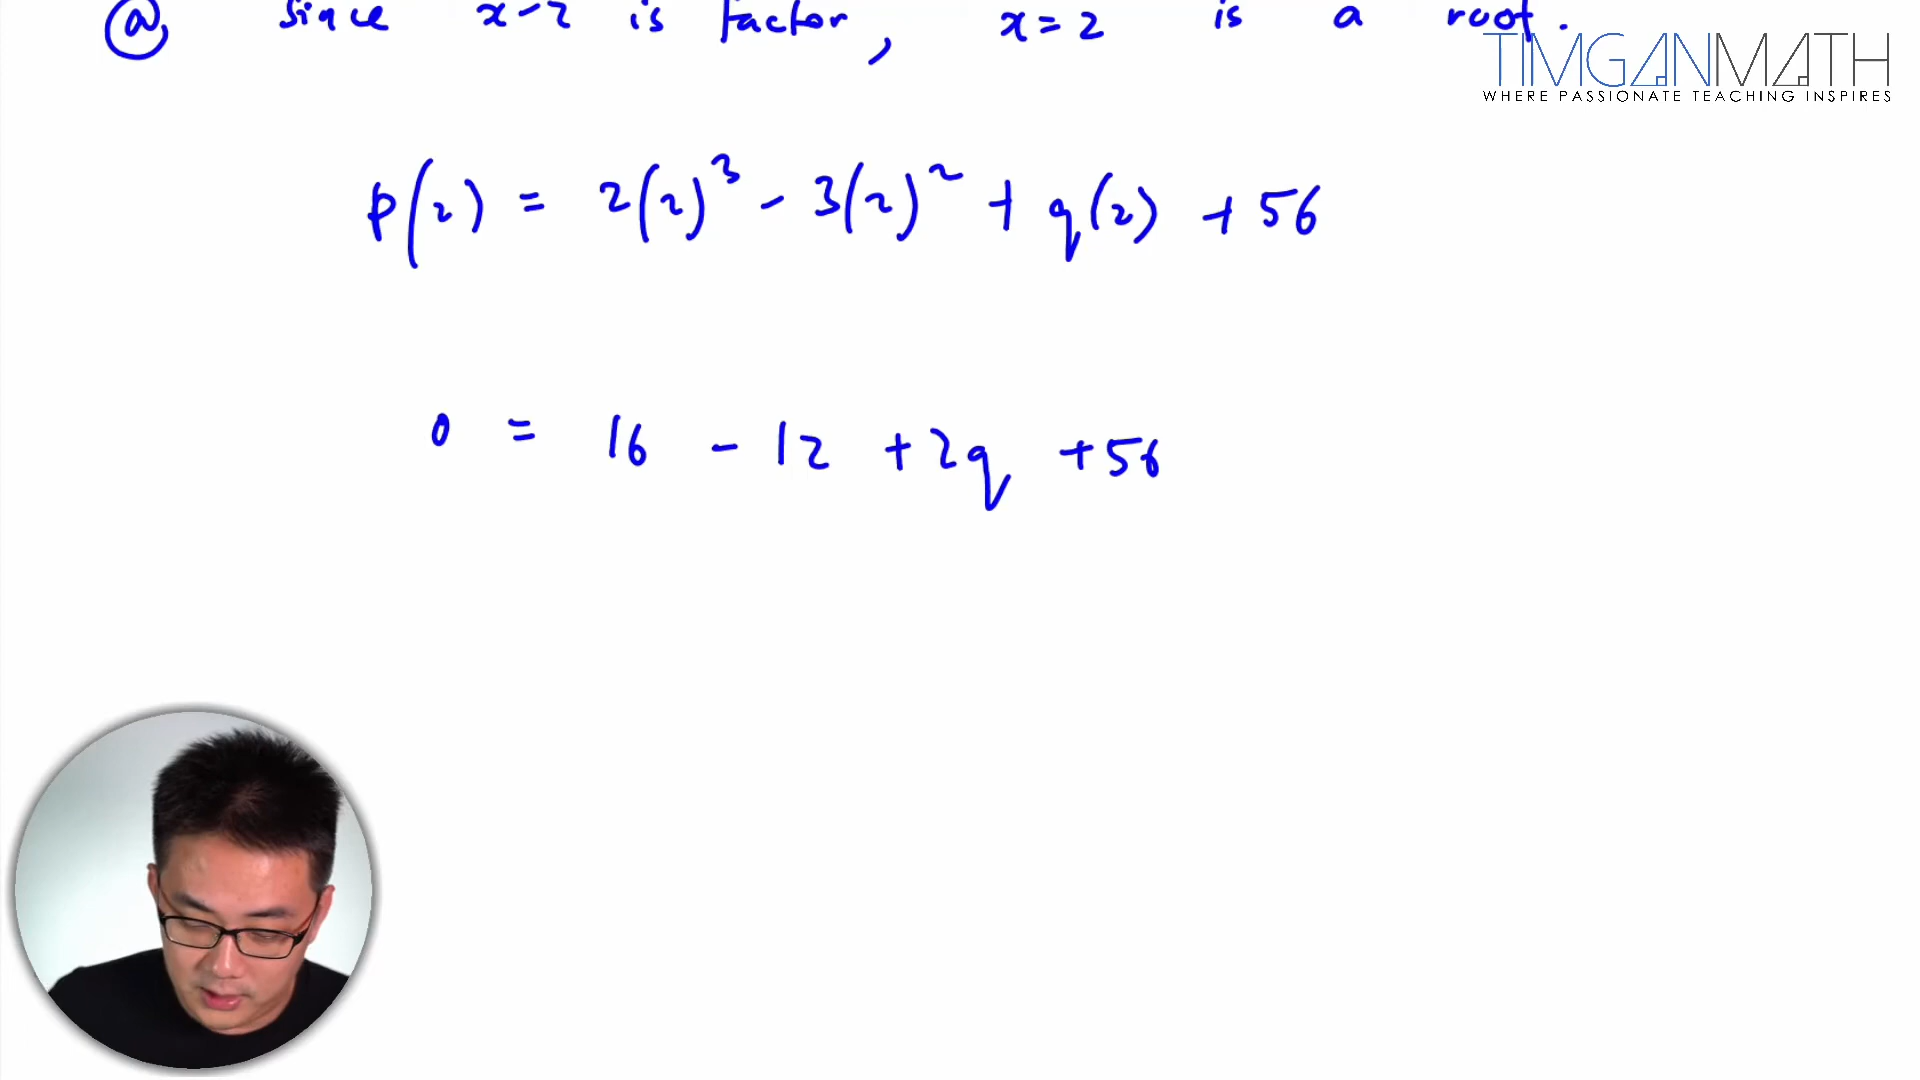 ⓐ since x-2 is factor, x=2 is a root.
TIMGANMATH
WHERE PASSIONATE TEACHING INSPIRES
p(2) = 2(2)³ - 3(2)² + q(2) + 56
0 = 16 - 12 + 2q + 56